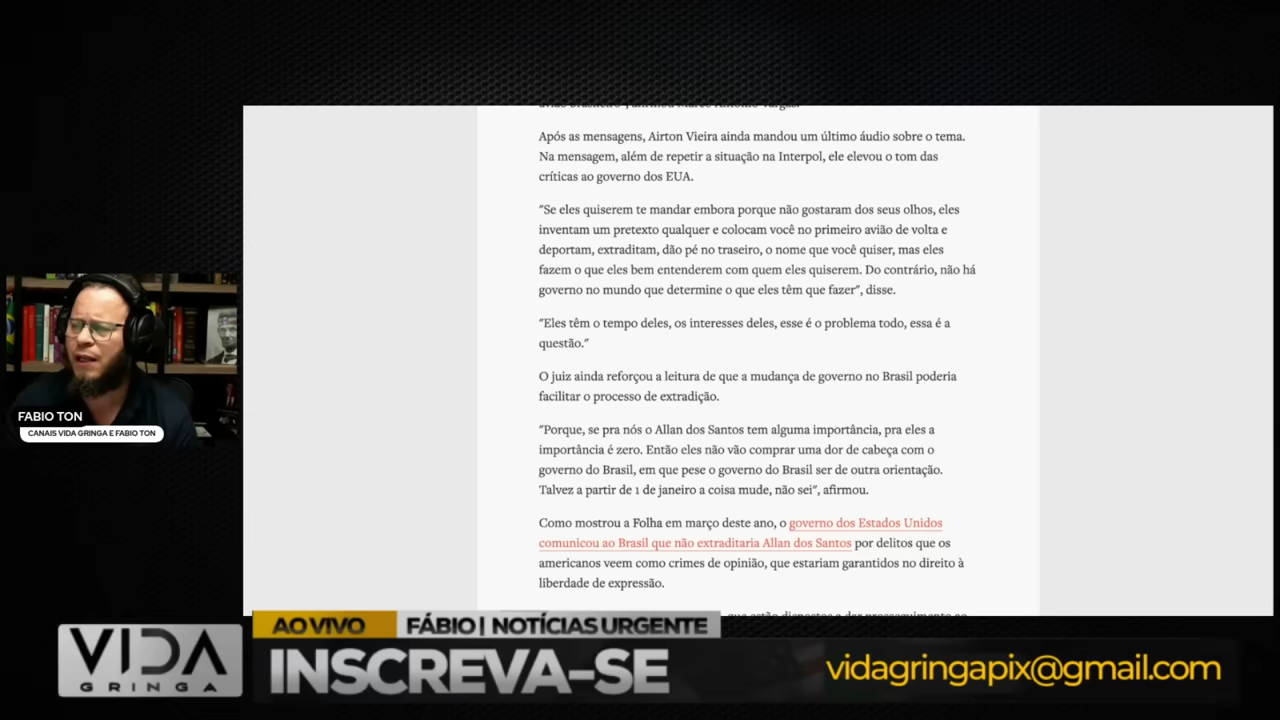 Após as mensagens, Airton Vieira ainda mandou um último áudio sobre o tema.
Na mensagem, além de repetir a situação na Interpol, ele elevou o tom das
críticas ao governo dos EUA.
"Se eles quiserem te mandar embora porque não gostaram dos seus olhos, eles
inventam um pretexto qualquer e colocam você no primeiro avião de volta e
deportam, extraditam, dão pé no traseiro, o nome que você quiser, mas eles
fazem o que eles bem entenderem com quem eles quiserem. Do contrário, não há
governo no mundo que determine o que eles têm que fazer", disse.
"Eles têm o tempo deles, os interesses deles, esse é o problema todo, essa é a
questão."
O juiz ainda reforçou a leitura de que a mudança de governo no Brasil poderia
facilitar o processo de extradição.
"Porque, se pra nós o Allan dos Santos tem alguma importância, pra eles a
importância é zero. Então eles não vão comprar uma dor de cabeça com o
governo do Brasil, em que pese o governo do Brasil ser de outra orientação.
Talvez a partir de 1 de janeiro a coisa mude, não sei", afirmou.
Como mostrou a Folha em março deste ano, o governo dos Estados Unidos
comunicou ao Brasil que não extraditaria Allan dos Santos por delitos que os
americanos veem como crimes de opinião, que estariam garantidos no direito à
liberdade de expressão.
FABIO TON
CANAIS VIDA GRINGA E FABIO TON
AO VIVO FÁBIO | NOTÍCIAS URGENTE
VIDA
GRINGA
INSCREVA-SE
vidagringapix@gmail.com